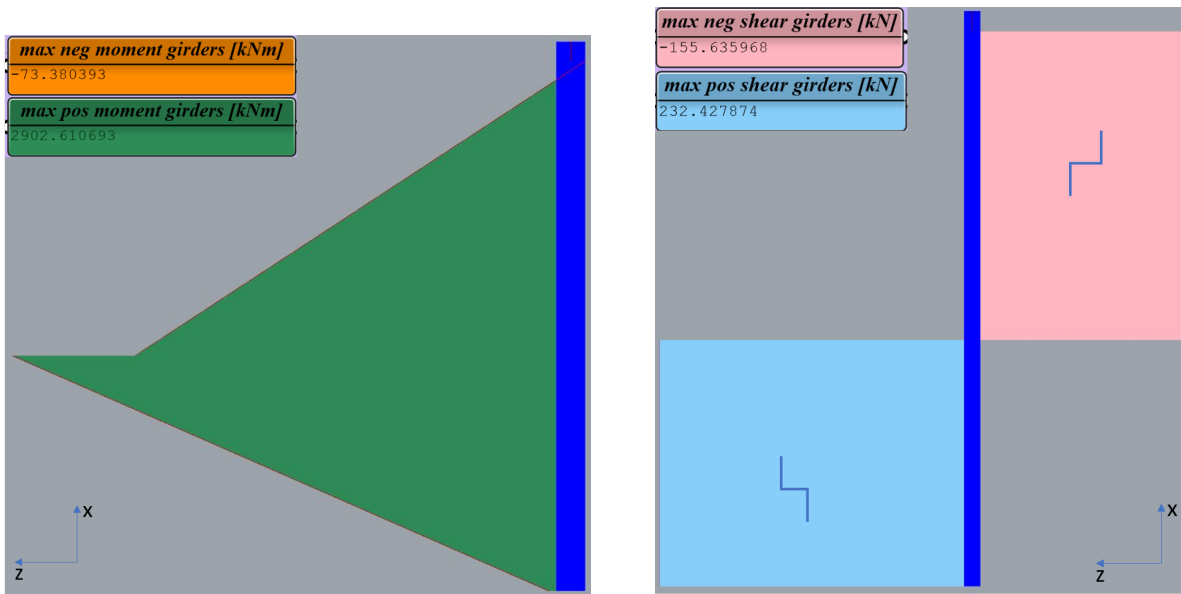 max neg moment girders [kNm]
-73.380393
max pos moment girders [kNm]
2902.610693
X
Z
max neg shear girders [kN]
-155.635968
max pos shear girders [kN]
232.427874
X
Z